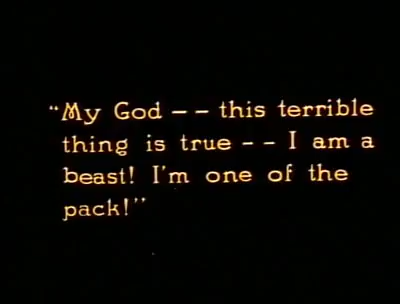 "My God -- this terrible
thing is true -- I am a
beast! I'm one of the
pack!"